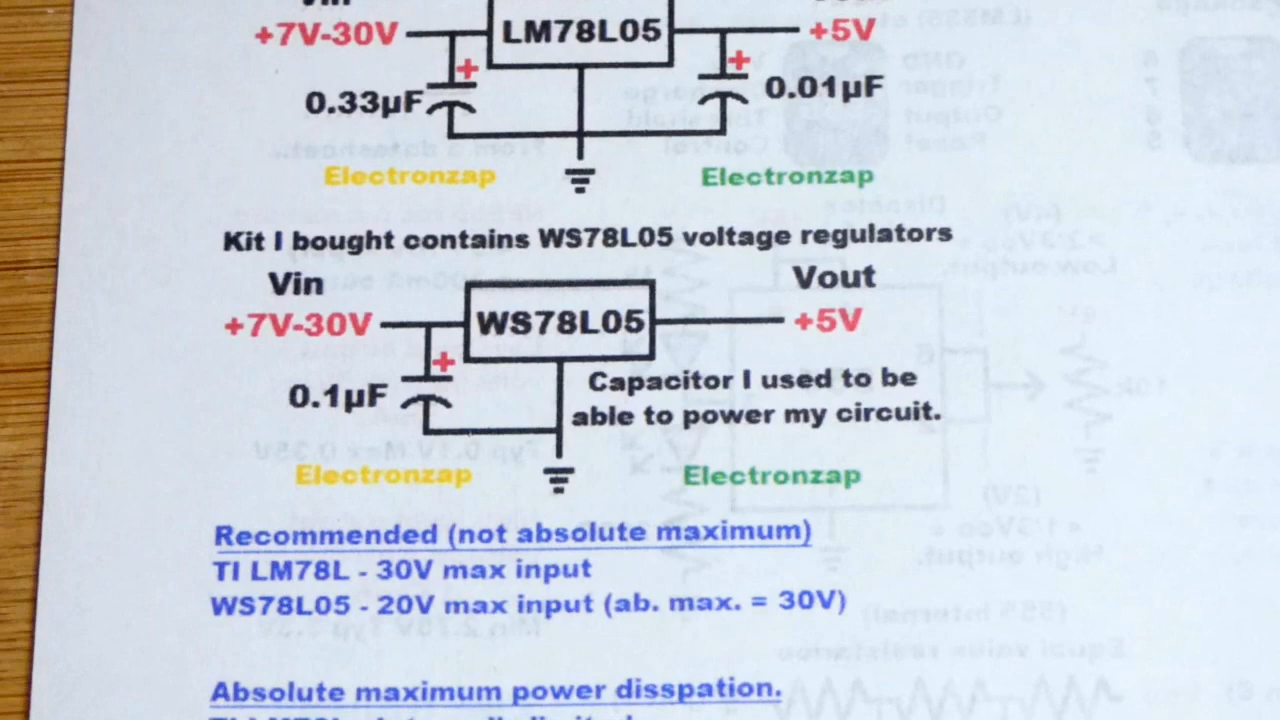 Vin
+7V-30V LM78L05 +5V
+ +
0.33µF 0.01µF
Electronzap Electronzap
Kit I bought contains WS78L05 voltage regulators
Vin Vout
+7V-30V WS78L05 +5V
+
0.1µF
Capacitor I used to be
able to power my circuit.
Electronzap Electronzap
Recommended (not absolute maximum)
TI LM78L - 30V max input
WS78L05 - 20V max input (ab. max. = 30V)
Absolute maximum power disspation.